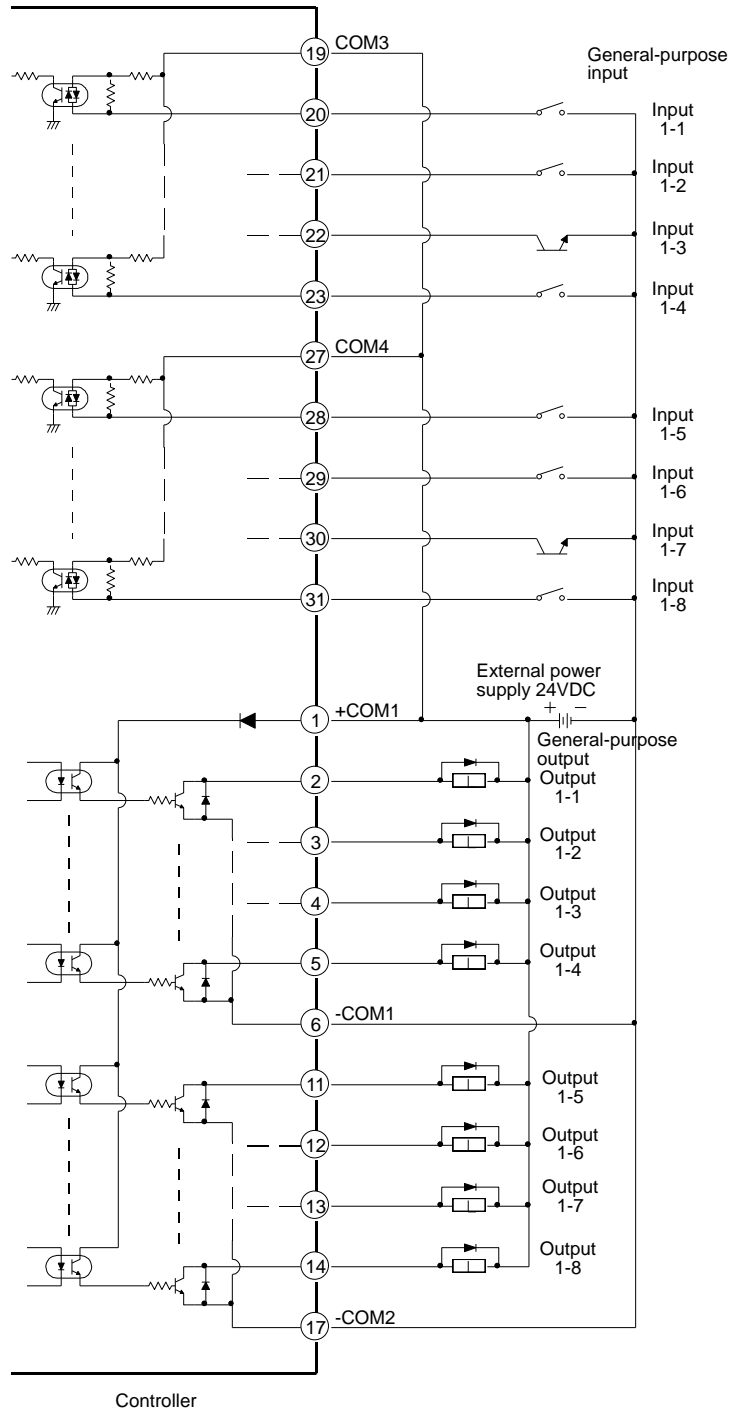 19 COM3
General-purpose
input
20 Input
1-1
21 Input
1-2
22 Input
1-3
23 Input
1-4
27 COM4
28 Input
1-5
29 Input
1-6
30 Input
1-7
31 Input
1-8
External power
supply 24VDC
1 +COM1 + −
General-purpose
output
2 Output
1-1
3 Output
1-2
4 Output
1-3
5 Output
1-4
6 -COM1
11 Output
1-5
12 Output
1-6
13 Output
1-7
14 Output
1-8
17 -COM2
Controller